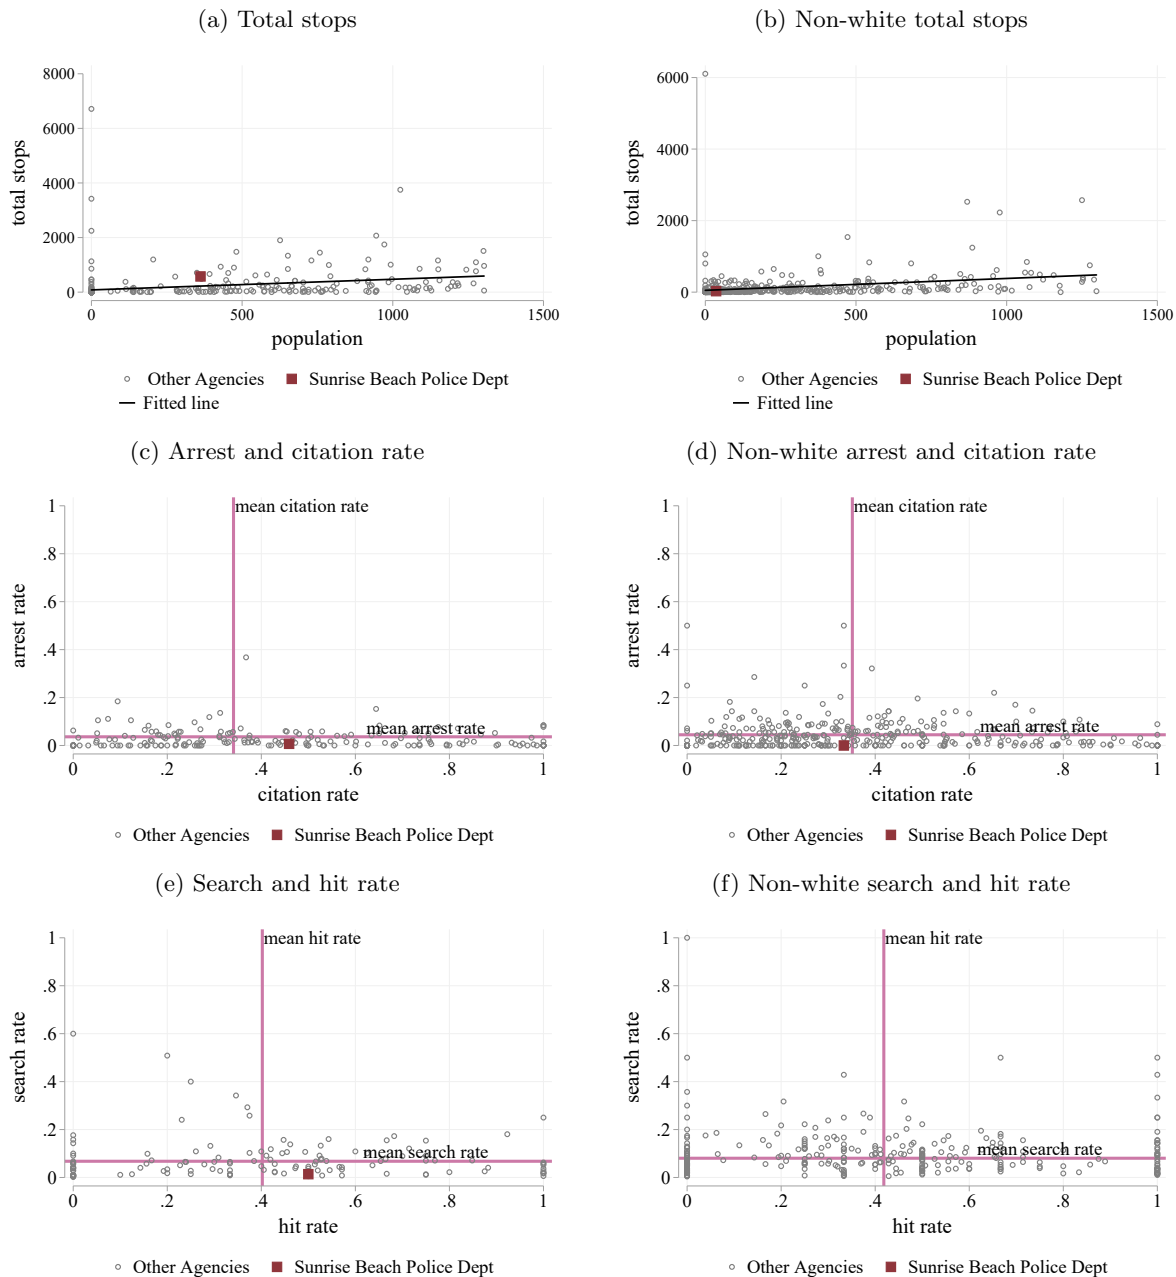 (a) Total stops
8000
6000
4000
2000
0
total stops
0 500 1000 1500
population
Other Agencies Sunrise Beach Police Dept
Fitted line
(b) Non-white total stops
6000
4000
2000
0
total stops
0 500 1000 1500
population
Other Agencies Sunrise Beach Police Dept
Fitted line
(c) Arrest and citation rate
1
.8
.6
.4
.2
0
arrest rate
mean citation rate
mean arrest rate
0 .2 .4 .6 .8 1
citation rate
Other Agencies Sunrise Beach Police Dept
(d) Non-white arrest and citation rate
1
.8
.6
.4
.2
0
arrest rate
mean citation rate
mean arrest rate
0 .2 .4 .6 .8 1
citation rate
Other Agencies Sunrise Beach Police Dept
(e) Search and hit rate
1
.8
.6
.4
.2
0
search rate
mean hit rate
mean search rate
0 .2 .4 .6 .8 1
hit rate
Other Agencies Sunrise Beach Police Dept
(f) Non-white search and hit rate
1
.8
.6
.4
.2
0
search rate
mean hit rate
mean search rate
0 .2 .4 .6 .8 1
hit rate
Other Agencies Sunrise Beach Police Dept